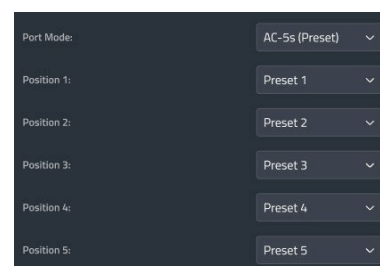 Port Mode: AC-5s (Preset)
Position 1: Preset 1
Position 2: Preset 2
Position 3: Preset 3
Position 4: Preset 4
Position 5: Preset 5